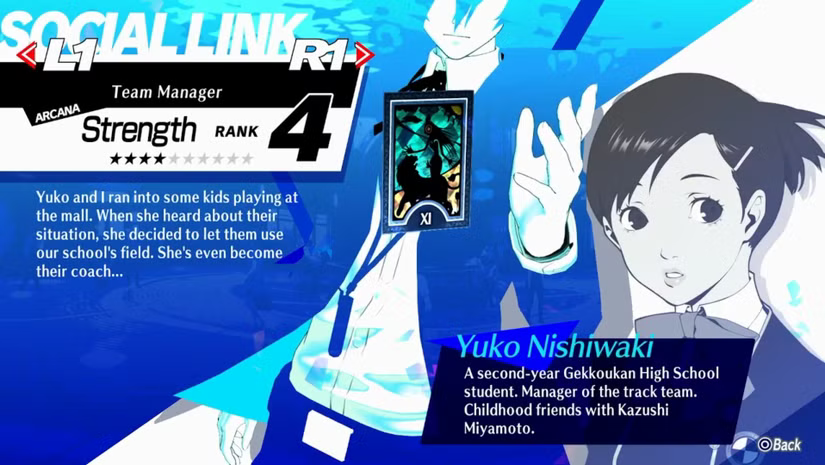 SOCIAL LINK
L1
R1
Team Manager
ARCANA
Strength RANK 4
Yuko and I ran into some kids playing at
the mall. When she heard about their
situation, she decided to let them use
our school's field. She's even become
their coach...
XI
Yuko Nishiwaki
A second-year Gekkoukan High School
student. Manager of the track team.
Childhood friends with Kazushi
Miyamoto.
Back